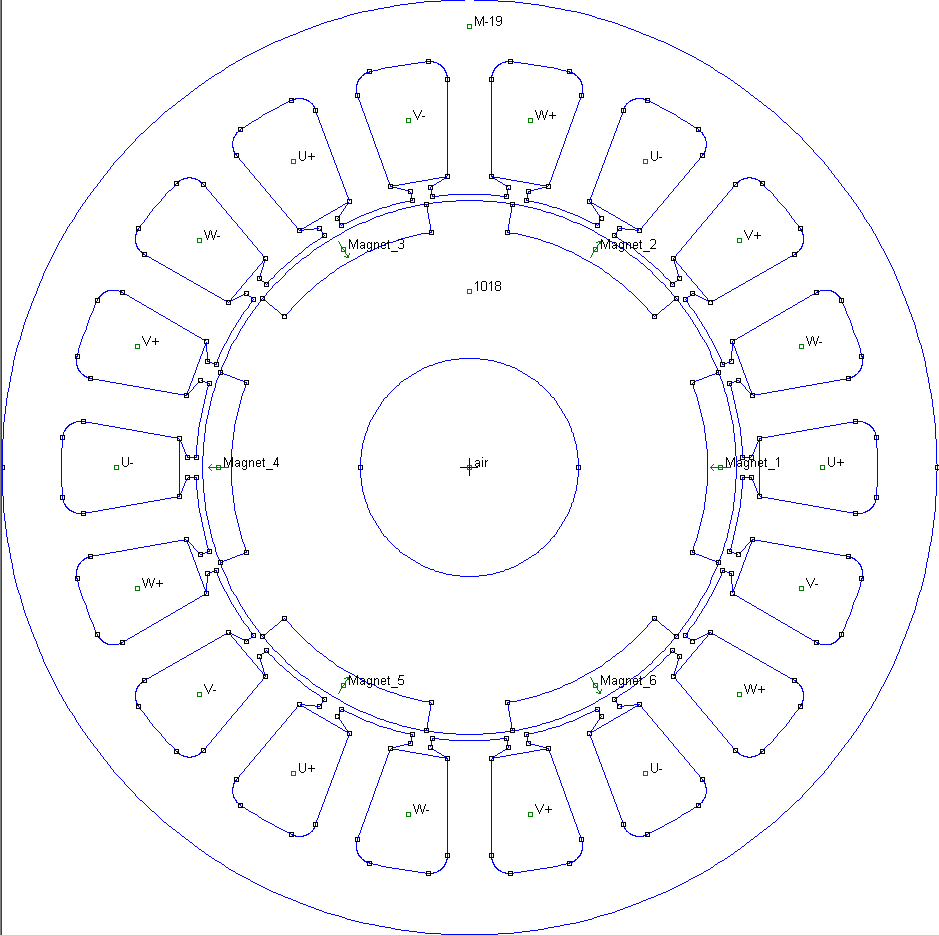 M-19
V-
W+
U+
U-
W-
V+
Magnet_3
Magnet_2
1018
V+
W-
U-
Magnet_4
air
Magnet_1
U+
W+
V-
V-
Magnet_5
Magnet_6
W+
U+
U-
W-
V+